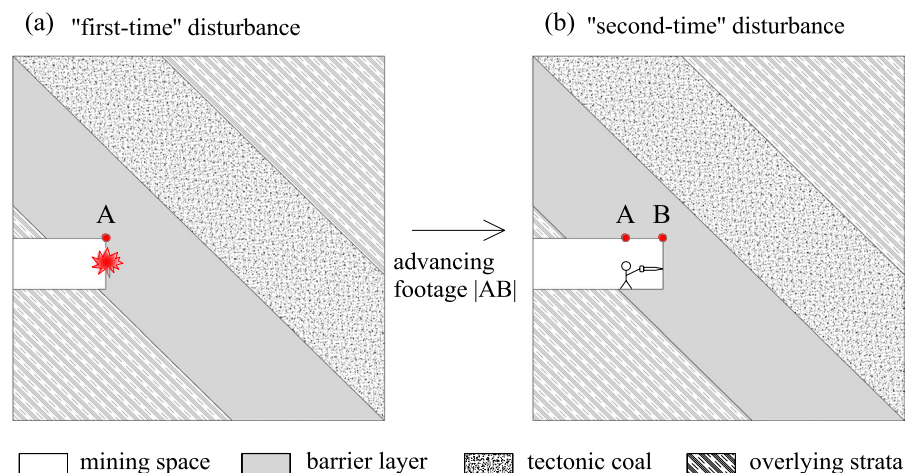 (a) "first-time" disturbance
(b) "second-time" disturbance
A
A B
advancing
footage |AB|
mining space barrier layer tectonic coal overlying strata